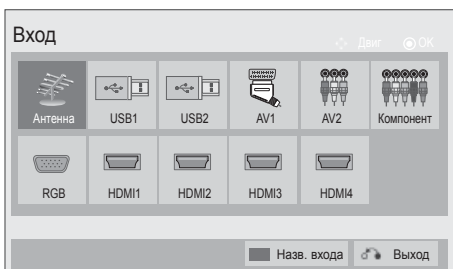 Вход
Двиг OK
Антенна USB1 USB2 AV1 AV2 Компонент
RGB HDMI1 HDMI2 HDMI3 HDMI4
Назв. входа Выход